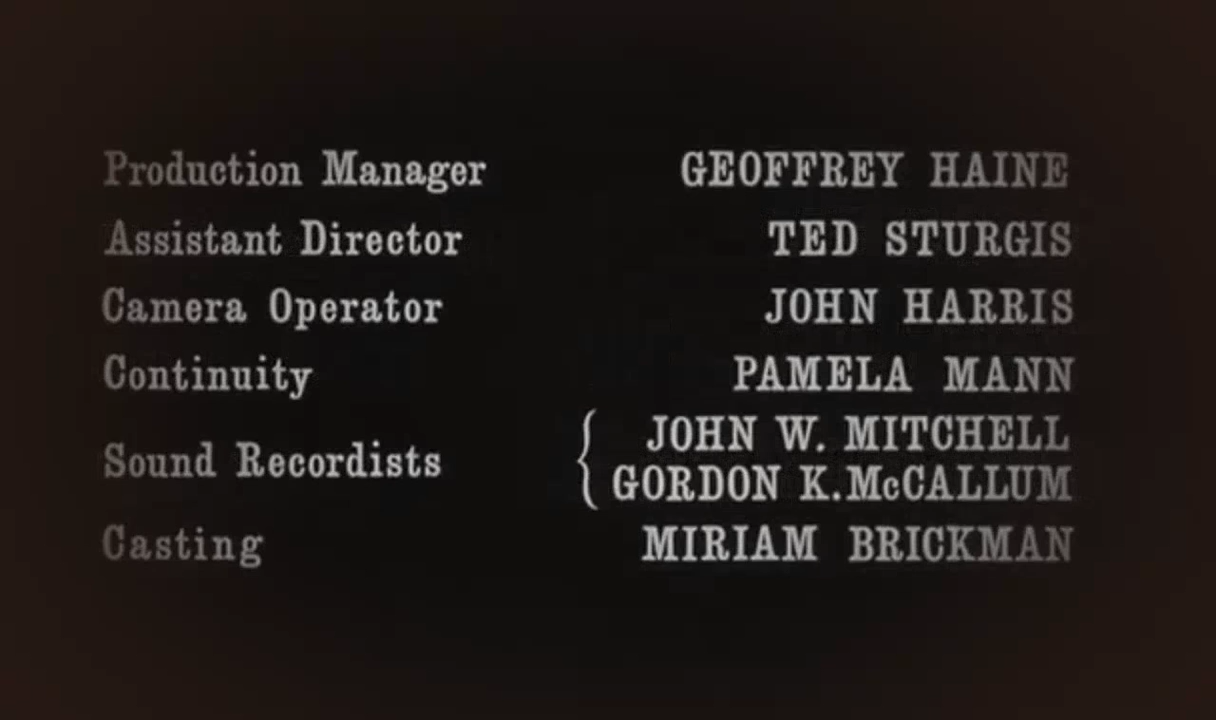 Production Manager GEOFFREY HAINE
Assistant Director TED STURGIS
Camera Operator JOHN HARRIS
Continuity PAMELA MANN
JOHN W. MITCHELL
Sound Recordists
GORDON K.McCALLUM
Casting MIRIAM BRICKMAN